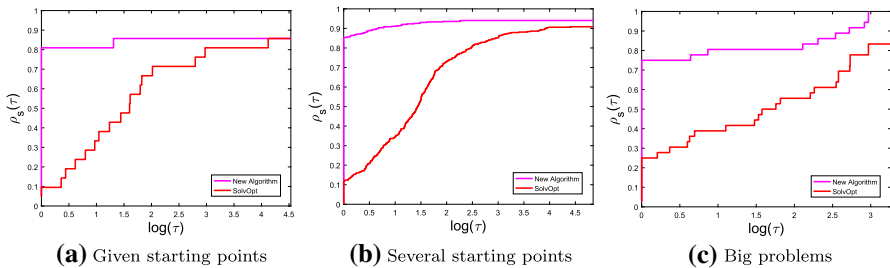 1
0.9
0.8
0.7
0.6
0.5
0.4
0.3
0.2
0.1
0
ρs(τ)
0 0.5 1 1.5 2 2.5 3 3.5 4 4.5
log(τ)
New Algorithm
SolvOpt
(a) Given starting points
1
0.9
0.8
0.7
0.6
0.5
0.4
0.3
0.2
0.1
0
ρs(τ)
0 0.5 1 1.5 2 2.5 3 3.5 4 4.5
log(τ)
New Algorithm
SolvOpt
(b) Several starting points
1
0.9
0.8
0.7
0.6
0.5
0.4
0.3
0.2
0.1
0
ρs(τ)
0 0.5 1 1.5 2 2.5 3
log(τ)
New Algorithm
SolvOpt
(c) Big problems